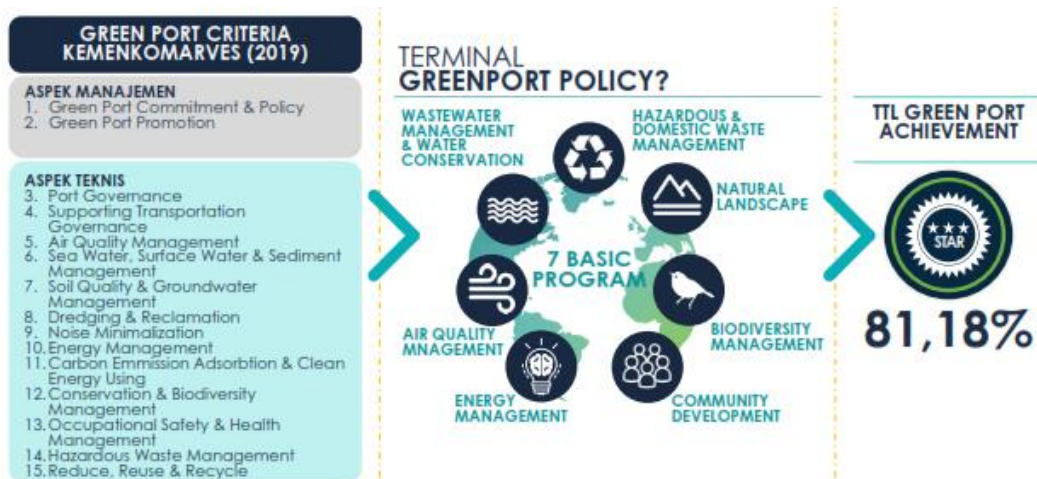 GREEN PORT CRITERIA
KEMENKOMARVES (2019)
ASPEK MANAJEMEN
1. Green Port Commitment & Policy
2. Green Port Promotion
ASPEK TEKNIS
3. Port Governance
4. Supporting Transportation
Governance
5. Air Quality Management
6. Sea Water, Surface Water & Sediment
Management
7. Soil Quality & Groundwater
Management
8. Dredging & Reclamation
9. Noise Minimalization
10. Energy Management
11. Carbon Emmission Adsorbtion & Clean
Energy Using
12. Conservation & Biodiversity
Management
13. Occupational Safety & Health
Management
14. Hazardous Waste Management
15. Reduce, Reuse & Recycle
TERMINAL
GREENPORT POLICY?
WASTEWATER
MANAGEMENT
& WATER
CONSERVATION
HAZARDOUS &
DOMESTIC WASTE
MANAGEMENT
NATURAL
LANDSCAPE
7 BASIC
PROGRAM
AIR QUALITY
MNAGEMENT
BIODIVERSITY
MANAGEMENT
ENERGY
MANAGEMENT
COMMUNITY
DEVELOPMENT
TTL GREEN PORT
ACHIEVEMENT
STAR
81,18%